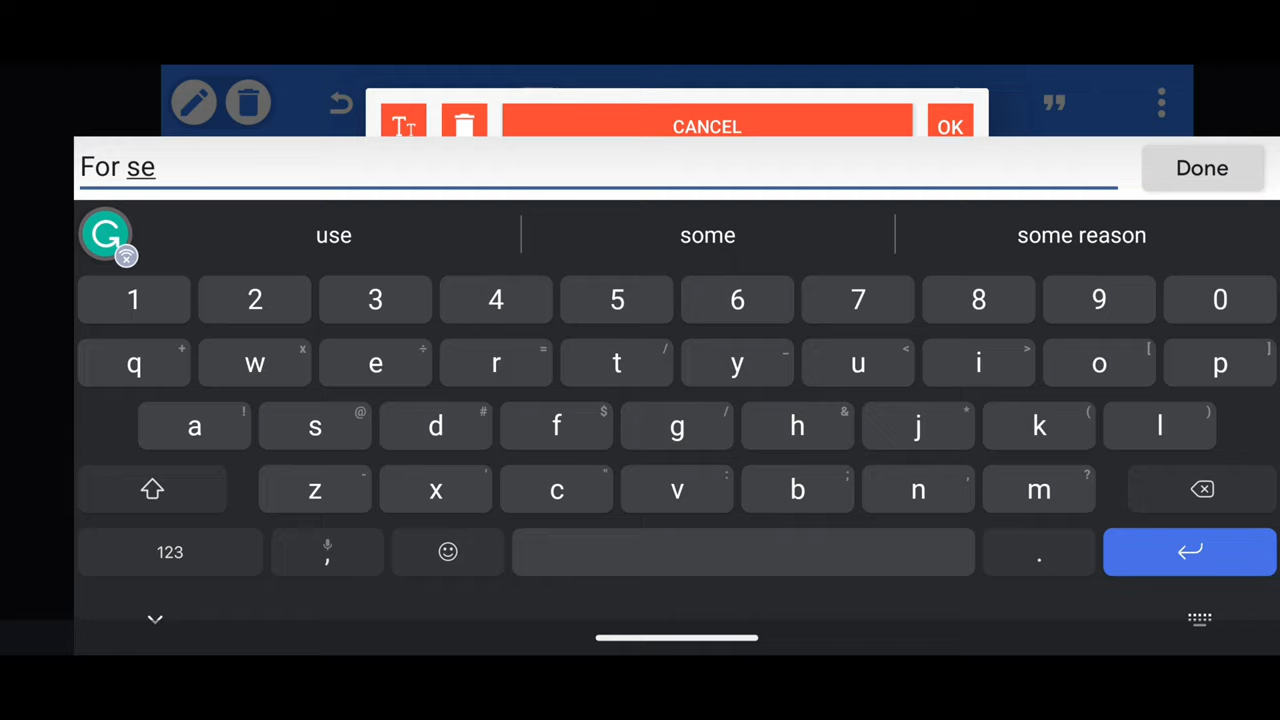 Tт CANCEL OK
For se Done
use some some reason
1 2 3 4 5 6 7 8 9 0
q + w x e ÷ r = t / y _ u < i > o [ p ]
a ! s @ d # f $ g / h & j * k ( l )
z - x ' c " v : b ; n , m ?
123 , .